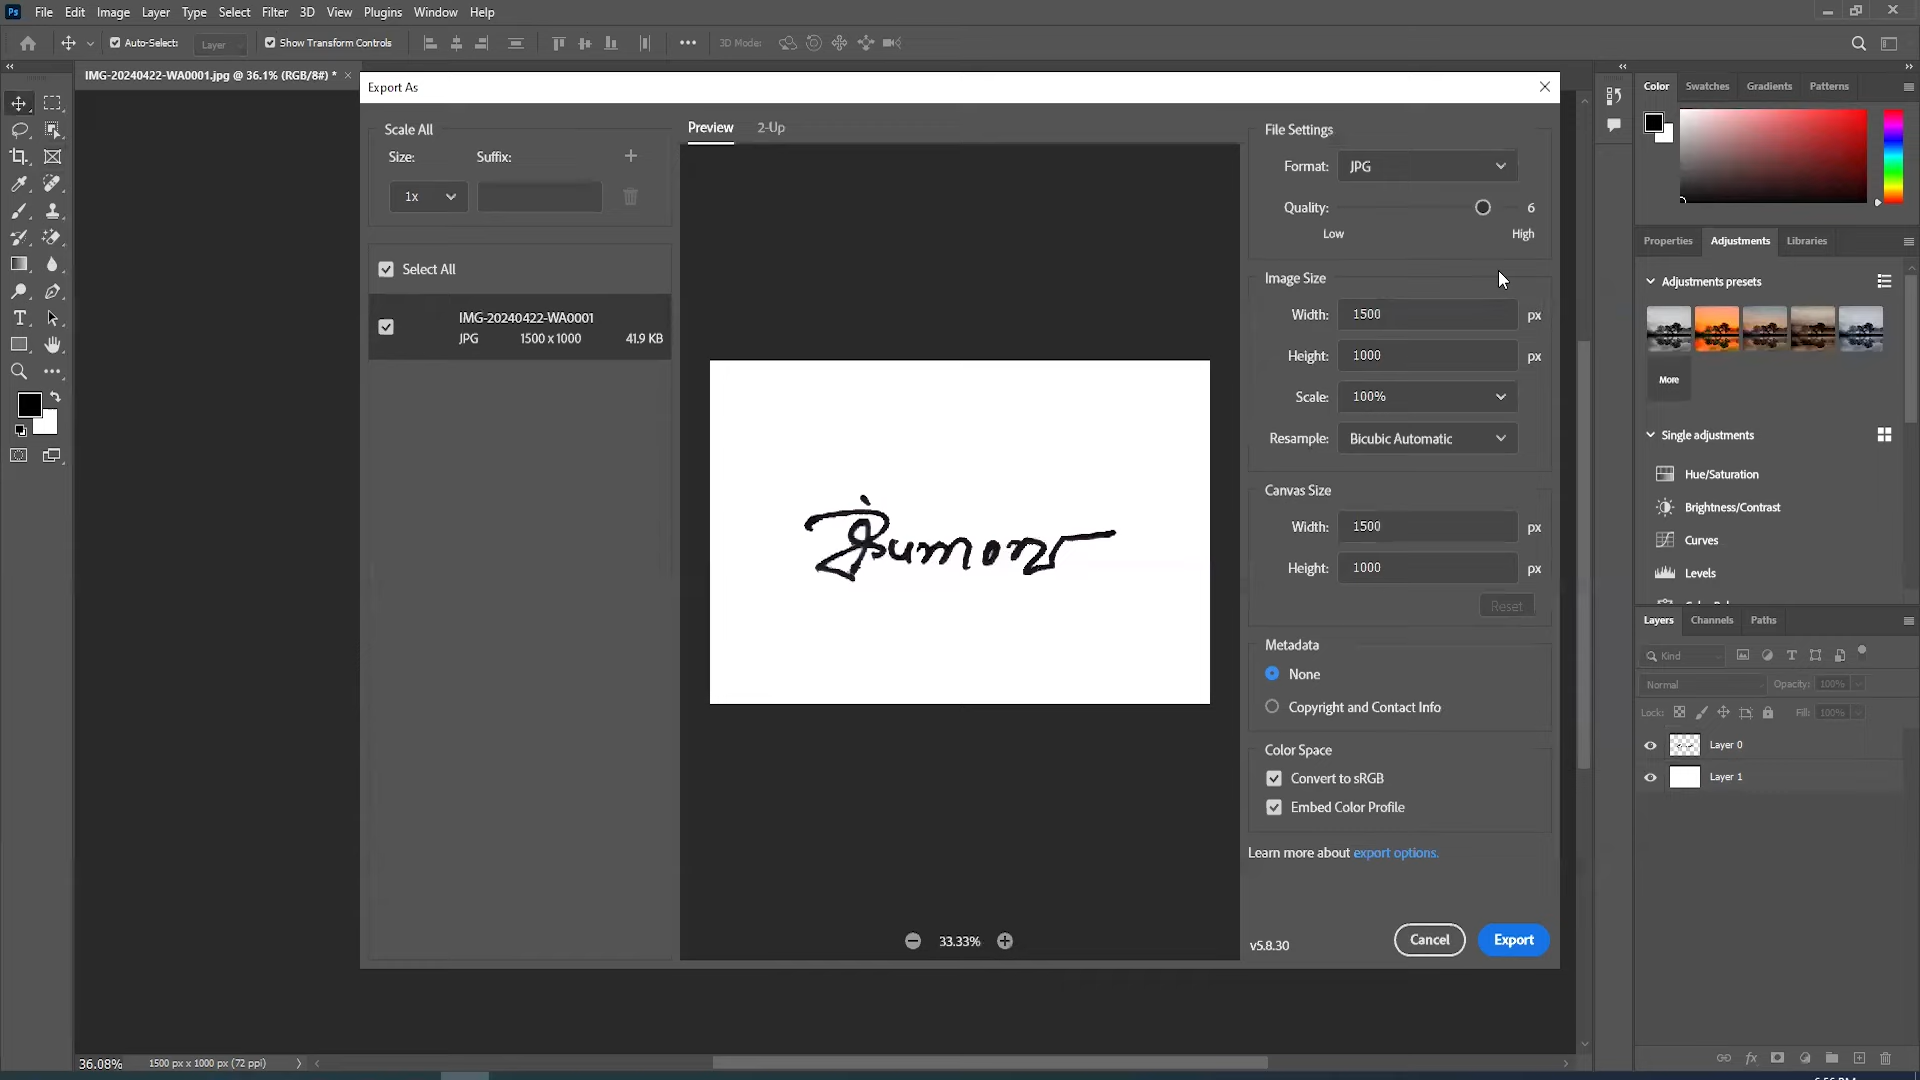 Ps File Edit Image Layer Type Select Filter 3D View Plugins Window Help
Auto-Select: Layer Show Transform Controls 3D Mode:
IMG-20240422-WA0001.jpg @ 36.1% (RGB/8#) *
Export As
Scale All
Size: Suffix:
1x
Select All
IMG-20240422-WA0001
JPG 1500 x 1000 41.9 KB
Preview 2-Up
33.33%
File Settings
Format: JPG
Quality: 6
Low High
Image Size
Width: 1500 px
Height: 1000 px
Scale: 100%
Resample: Bicubic Automatic
Canvas Size
Width: 1500 px
Height: 1000 px
Reset
Metadata
None
Copyright and Contact Info
Color Space
Convert to sRGB
Embed Color Profile
Learn more about export options.
v5.8.30 Cancel Export
Color Swatches Gradients Patterns
Properties Adjustments Libraries
Adjustments presets
More
Single adjustments
Hue/Saturation
Brightness/Contrast
Curves
Levels
Layers Channels Paths
Kind
Normal Opacity: 100%
Lock: Fill: 100%
Layer 0
Layer 1
36.08% 1500 px x 1000 px (72 ppi)